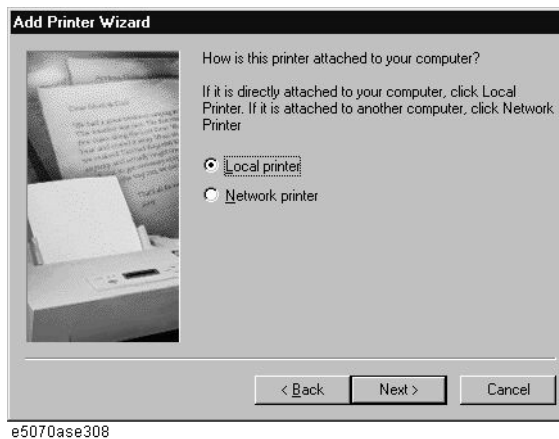 Add Printer Wizard
How is this printer attached to your computer?
If it is directly attached to your computer, click Local
Printer. If it is attached to another computer, click Network
Printer
Local printer
Network printer
< Back
Next >
Cancel
e5070ase308